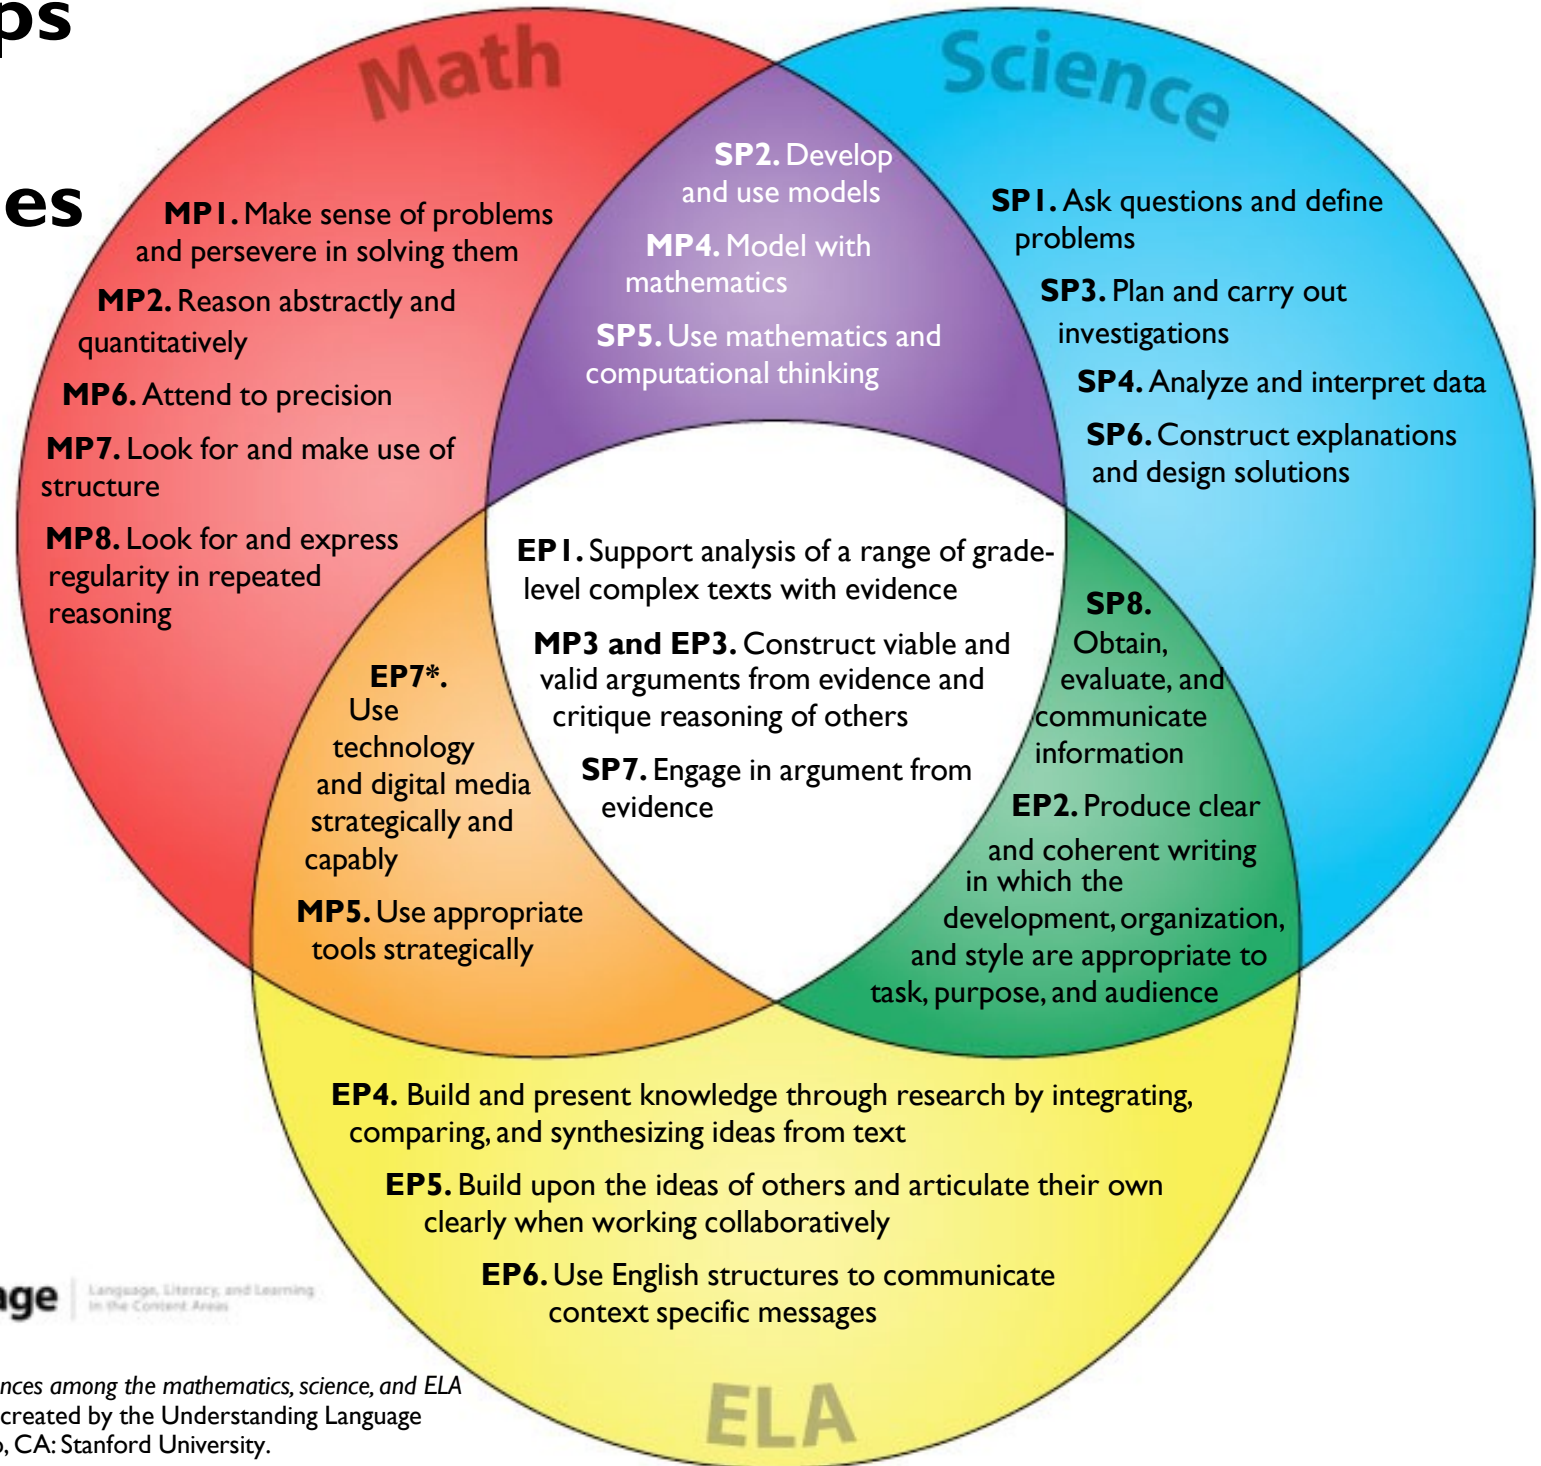 ps
es
Math
MP1. Make sense of problems
and persevere in solving them
MP2. Reason abstractly and
quantitatively
MP6. Attend to precision
MP7. Look for and make use of
structure
MP8. Look for and express
regularity in repeated
reasoning
SP2. Develop
and use models
MP4. Model with
mathematics
SP5. Use mathematics and
computational thinking
Science
SP1. Ask questions and define
problems
SP3. Plan and carry out
investigations
SP4. Analyze and interpret data
SP6. Construct explanations
and design solutions
EP1. Support analysis of a range of grade-
level complex texts with evidence
MP3 and EP3. Construct viable and
valid arguments from evidence and
critique reasoning of others
SP7. Engage in argument from
evidence
EP7*.
Use
technology
and digital media
strategically and
capably
MP5. Use appropriate
tools strategically
SP8.
Obtain,
evaluate, and
communicate
information
EP2. Produce clear
and coherent writing
in which the
development, organization,
and style are appropriate to
task, purpose, and audience
EP4. Build and present knowledge through research by integrating,
comparing, and synthesizing ideas from text
EP5. Build upon the ideas of others and articulate their own
clearly when working collaboratively
EP6. Use English structures to communicate
context specific messages
ELA
age
Language, Literacy, and Learning
in the Content Areas
nces among the mathematics, science, and ELA
created by the Understanding Language
, CA: Stanford University.